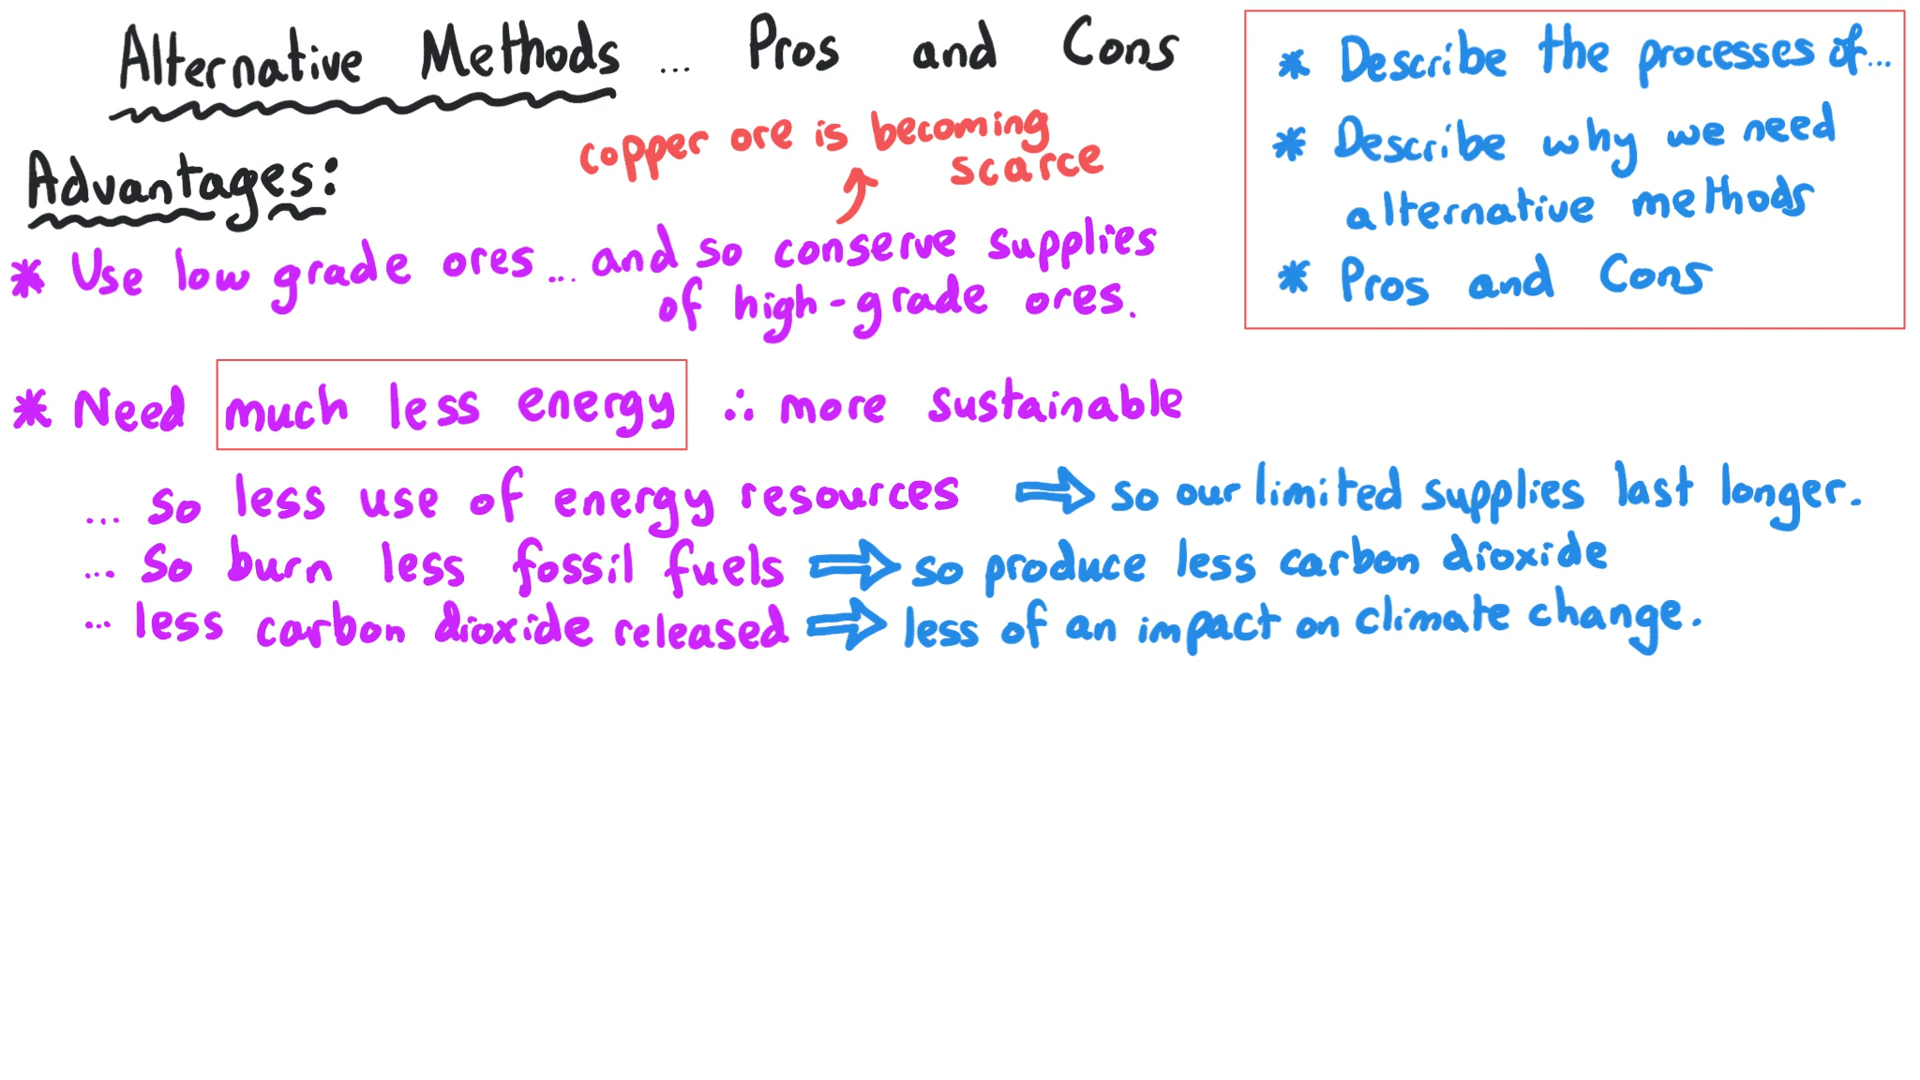 Alternative Methods ... Pros and Cons
Advantages:
copper ore is becoming
scarce
* Use low grade ores ... and so conserve supplies
of high-grade ores.
* Need much less energy ∴ more sustainable
... so less use of energy resources ⇒ so our limited supplies last longer.
... So burn less fossil fuels ⇒ so produce less carbon dioxide
... less carbon dioxide released ⇒ less of an impact on climate change.
* Describe the processes of...
* Describe why we need
alternative methods
* Pros and Cons